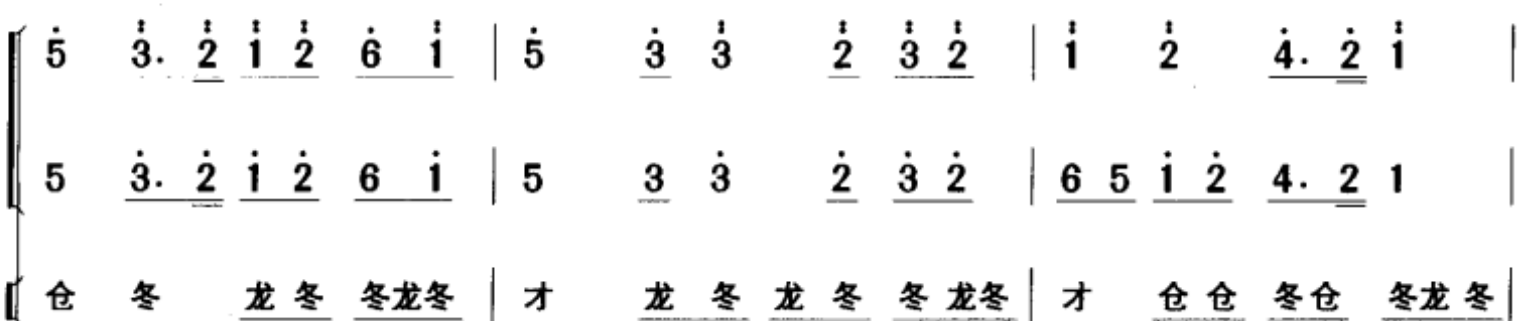 5̇ 3̈. 2̈ 1̈ 2̈ 6̇ 1̈ | 5̇ 3̈ 3̈ 2̈ 3̈ 2̈ | 1̈ 2̈ 4̇. 2̇ 1̈ |
5 3̇. 2̇ 1̇ 2̇ 6 1̇ | 5 3̇ 3̇ 2̇ 3̇ 2̇ | 6 5 1̇ 2̇ 4. 2 1 |
仓 冬 龙 冬 冬龙冬 | 才 龙 冬 龙 冬 冬 龙冬 | 才 仓 仓 冬仓 冬龙 冬 |